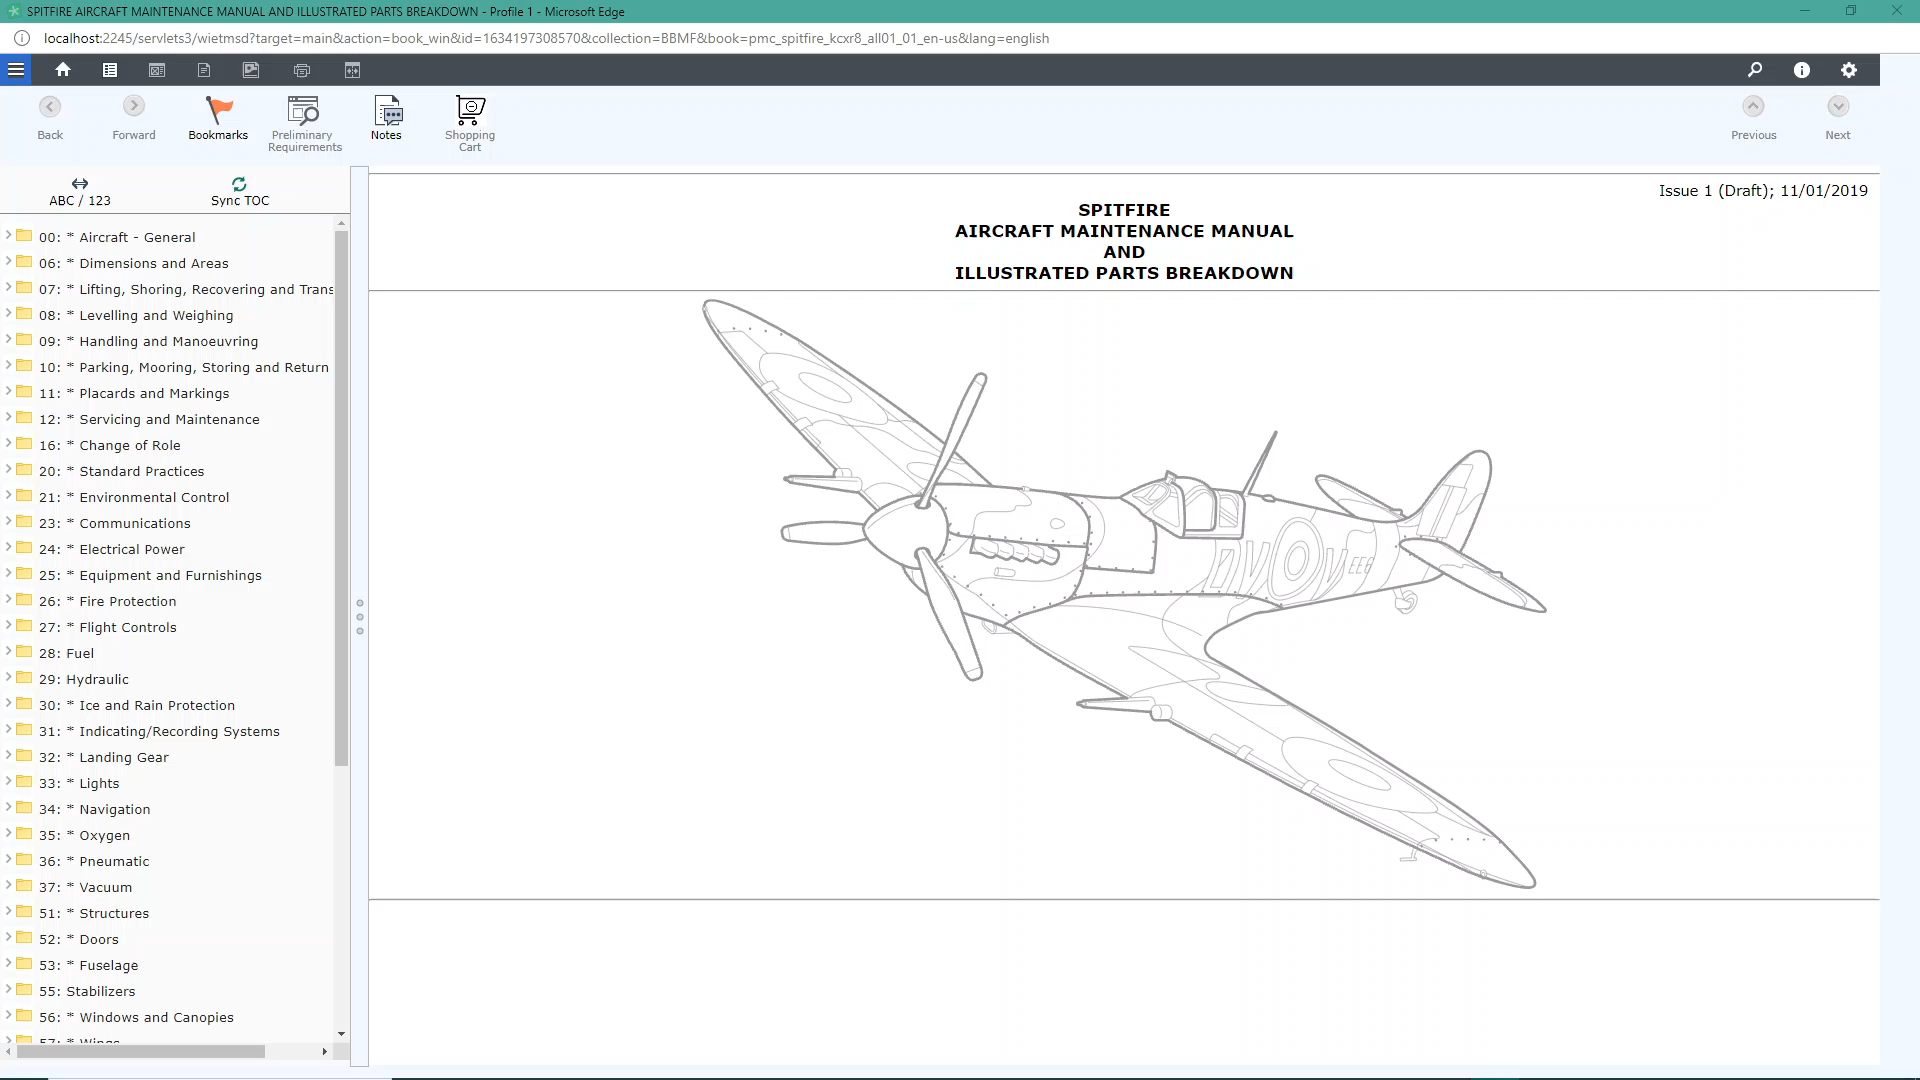 SPITFIRE AIRCRAFT MAINTENANCE MANUAL AND ILLUSTRATED PARTS BREAKDOWN - Profile 1 - Microsoft Edge
localhost:2245/servlets3/wietmsd?target=main&action=book_win&id=1634197308570&collection=BBMF&book=pmc_spitfire_kcxr8_all01_01_en-us&lang=english
Back
Forward
Bookmarks
Preliminary
Requirements
Notes
Shopping
Cart
Previous
Next
ABC / 123
Sync TOC
00: * Aircraft - General
06: * Dimensions and Areas
07: * Lifting, Shoring, Recovering and Trans
08: * Levelling and Weighing
09: * Handling and Manoeuvring
10: * Parking, Mooring, Storing and Return
11: * Placards and Markings
12: * Servicing and Maintenance
16: * Change of Role
20: * Standard Practices
21: * Environmental Control
23: * Communications
24: * Electrical Power
25: * Equipment and Furnishings
26: * Fire Protection
27: * Flight Controls
28: Fuel
29: Hydraulic
30: * Ice and Rain Protection
31: * Indicating/Recording Systems
32: * Landing Gear
33: * Lights
34: * Navigation
35: * Oxygen
36: * Pneumatic
37: * Vacuum
51: * Structures
52: * Doors
53: * Fuselage
55: Stabilizers
56: * Windows and Canopies
57: * Wings
Issue 1 (Draft); 11/01/2019
SPITFIRE
AIRCRAFT MAINTENANCE MANUAL
AND
ILLUSTRATED PARTS BREAKDOWN